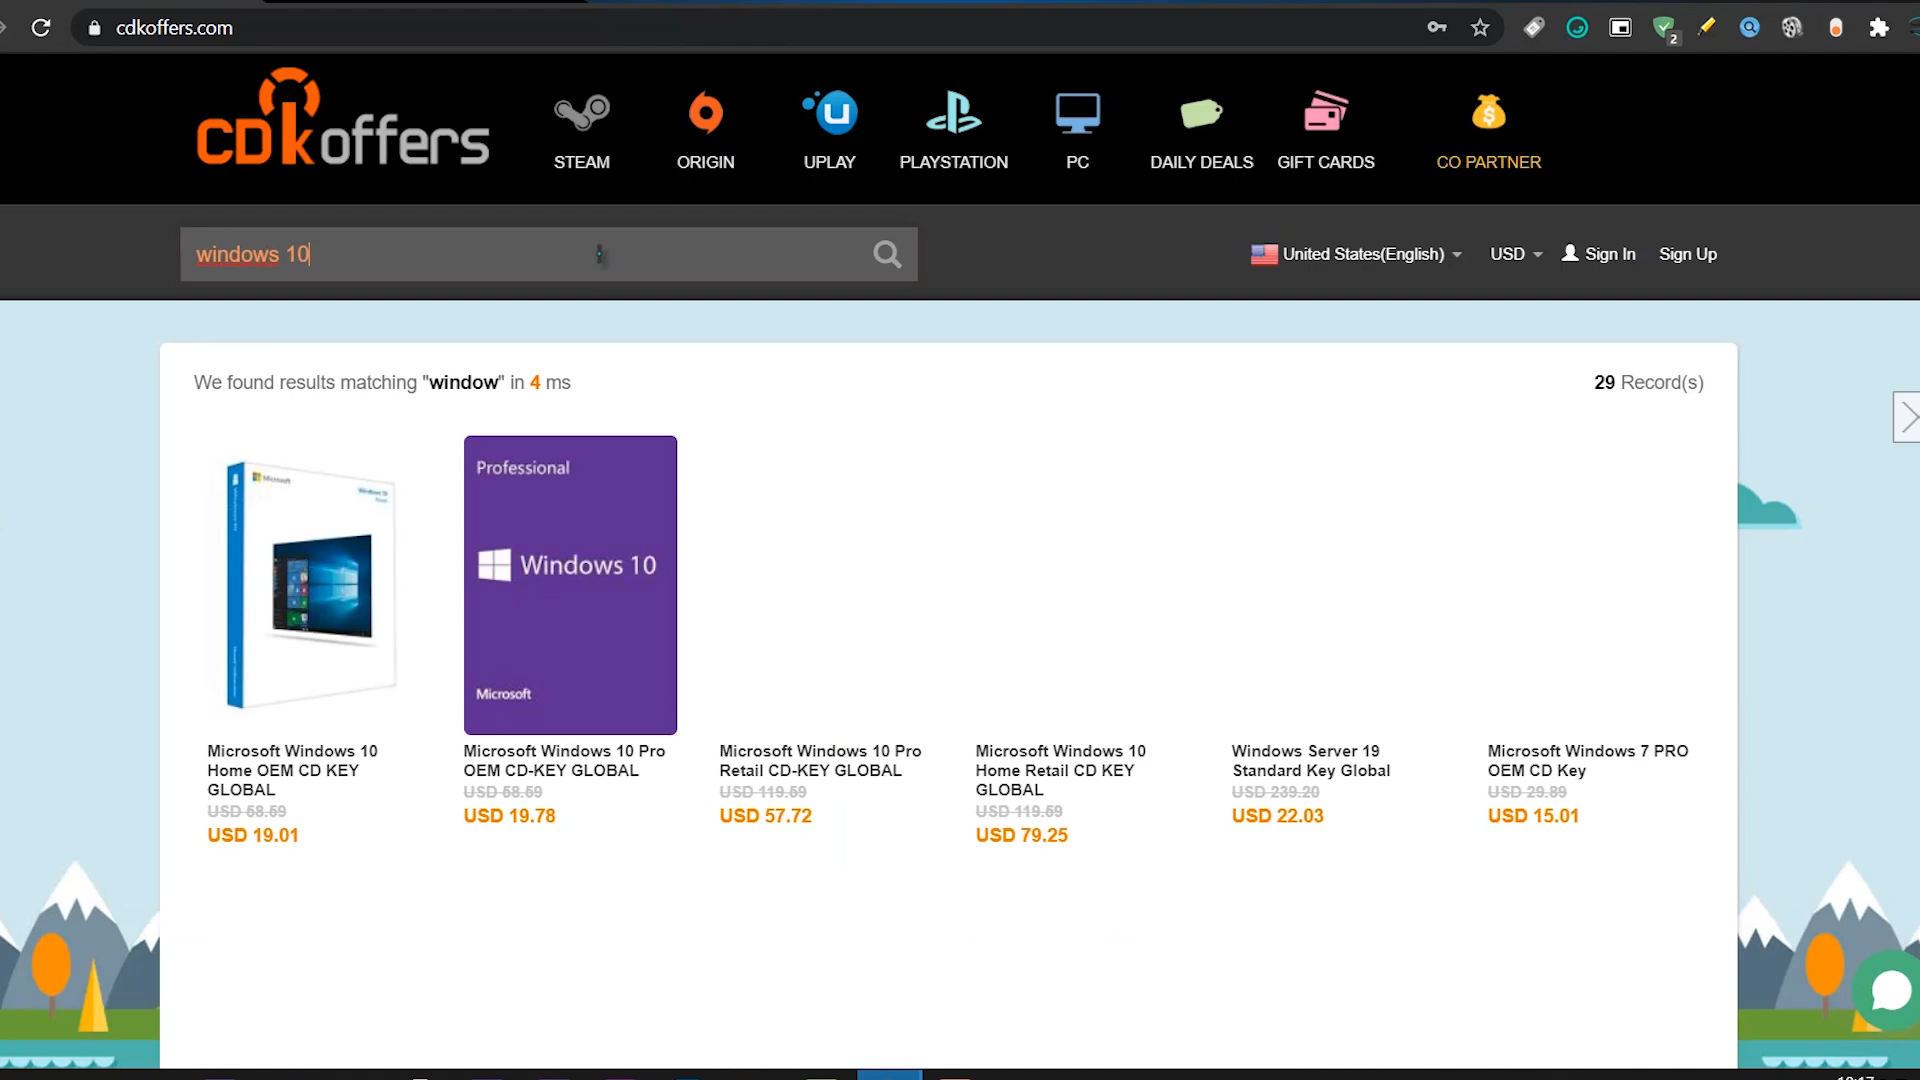 cdkoffers.com
2
CDkoffers
STEAM
ORIGIN
UPLAY
PLAYSTATION
PC
DAILY DEALS
GIFT CARDS
CO PARTNER
windows 10
United States(English)
USD
Sign In
Sign Up
We found results matching "window" in 4 ms
29 Record(s)
Microsoft
Professional
Windows 10
Microsoft
Microsoft Windows 10
Home OEM CD KEY
GLOBAL
USD 58.59
USD 19.01
Microsoft Windows 10 Pro
OEM CD-KEY GLOBAL
USD 58.59
USD 19.78
Microsoft Windows 10 Pro
Retail CD-KEY GLOBAL
USD 119.59
USD 57.72
Microsoft Windows 10
Home Retail CD KEY
GLOBAL
USD 119.59
USD 79.25
Windows Server 19
Standard Key Global
USD 239.20
USD 22.03
Microsoft Windows 7 PRO
OEM CD Key
USD 29.89
USD 15.01